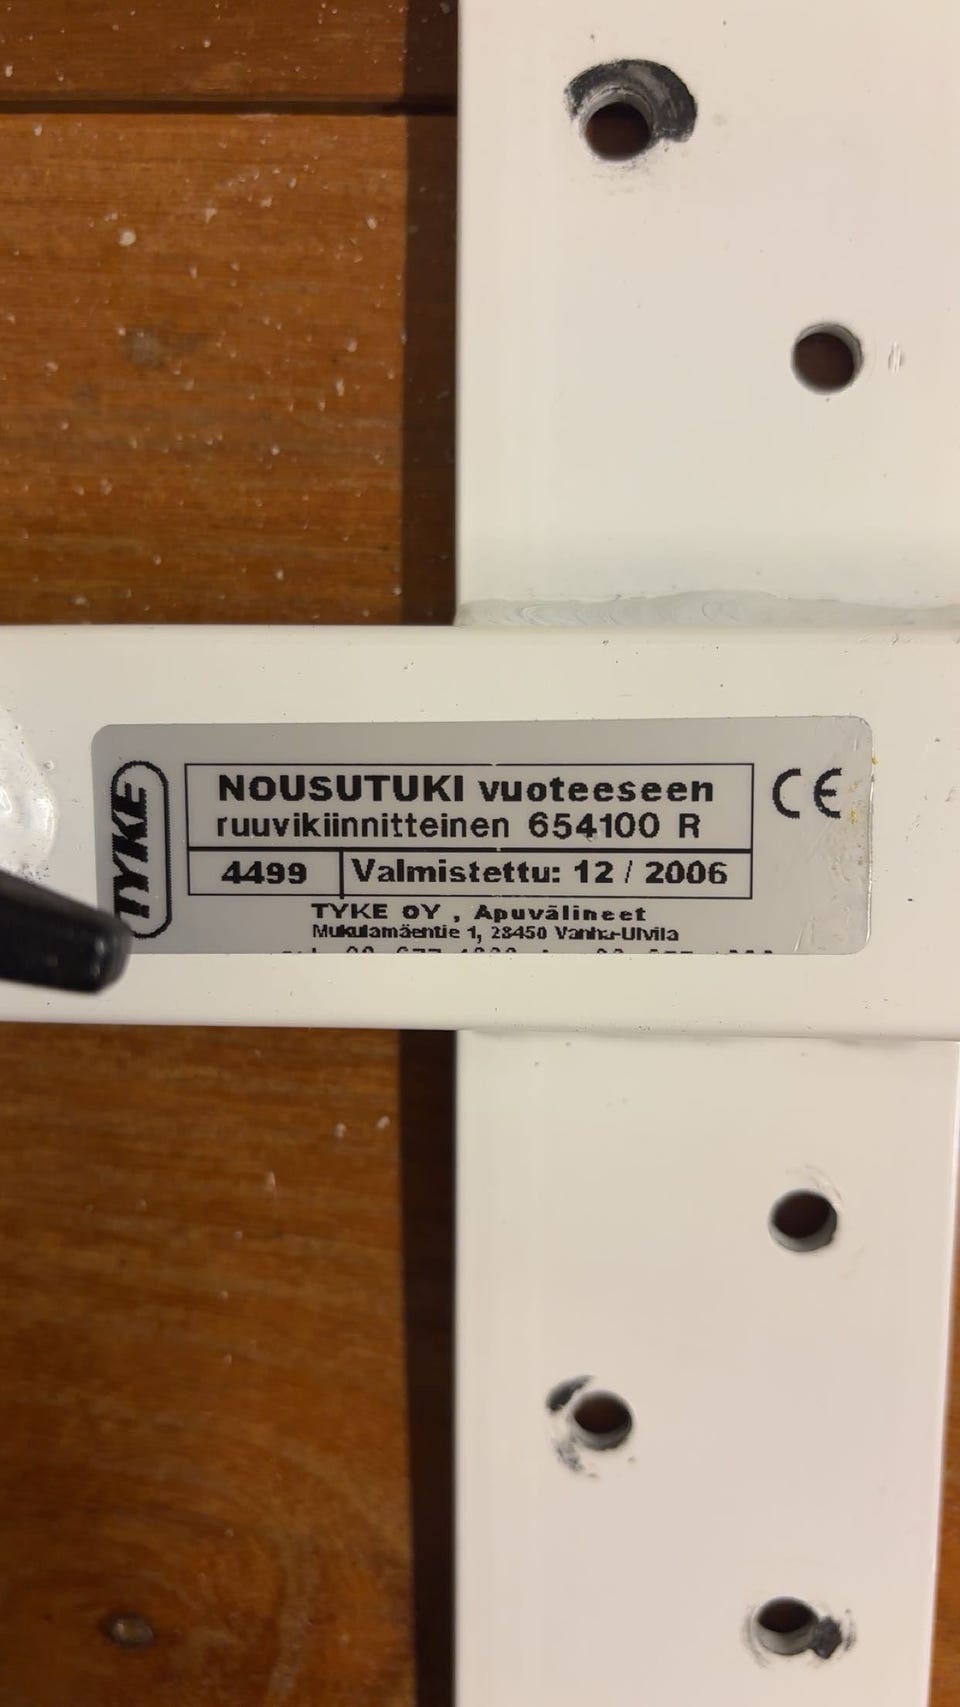 TYKE
NOUSUTUKI vuoteeseen
ruuvikiinnitteinen 654100 R
4499 Valmistettu: 12 / 2006
CE
TYKE OY , Apuvälineet
Mukulamäentie 1, 28450 Vanha-Ulvila